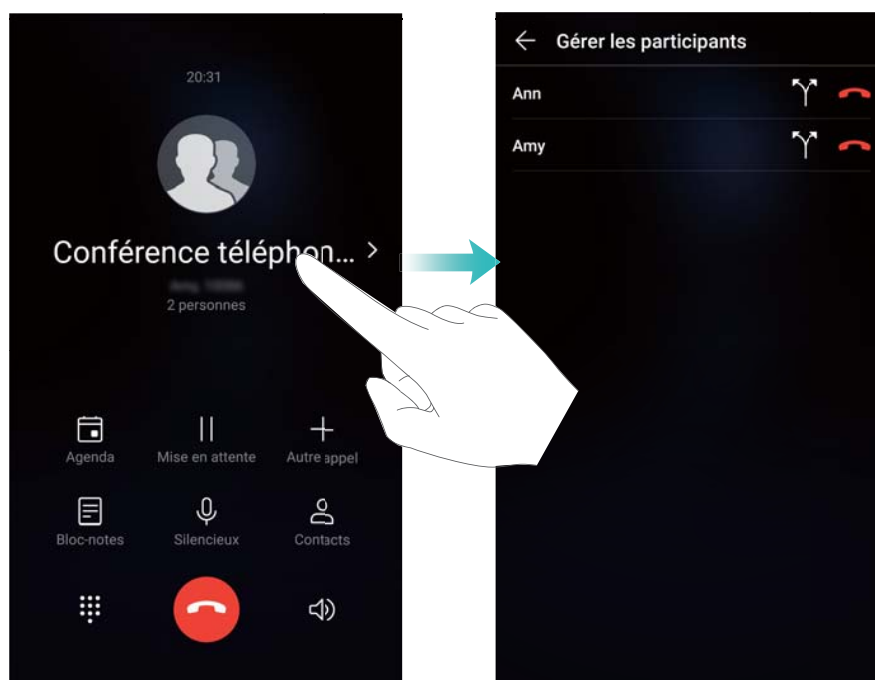 20:31
Conférence téléphon... >
2 personnes
Agenda
Mise en attente
Autre appel
Bloc-notes
Silencieux
Contacts
Gérer les participants
Ann
Amy